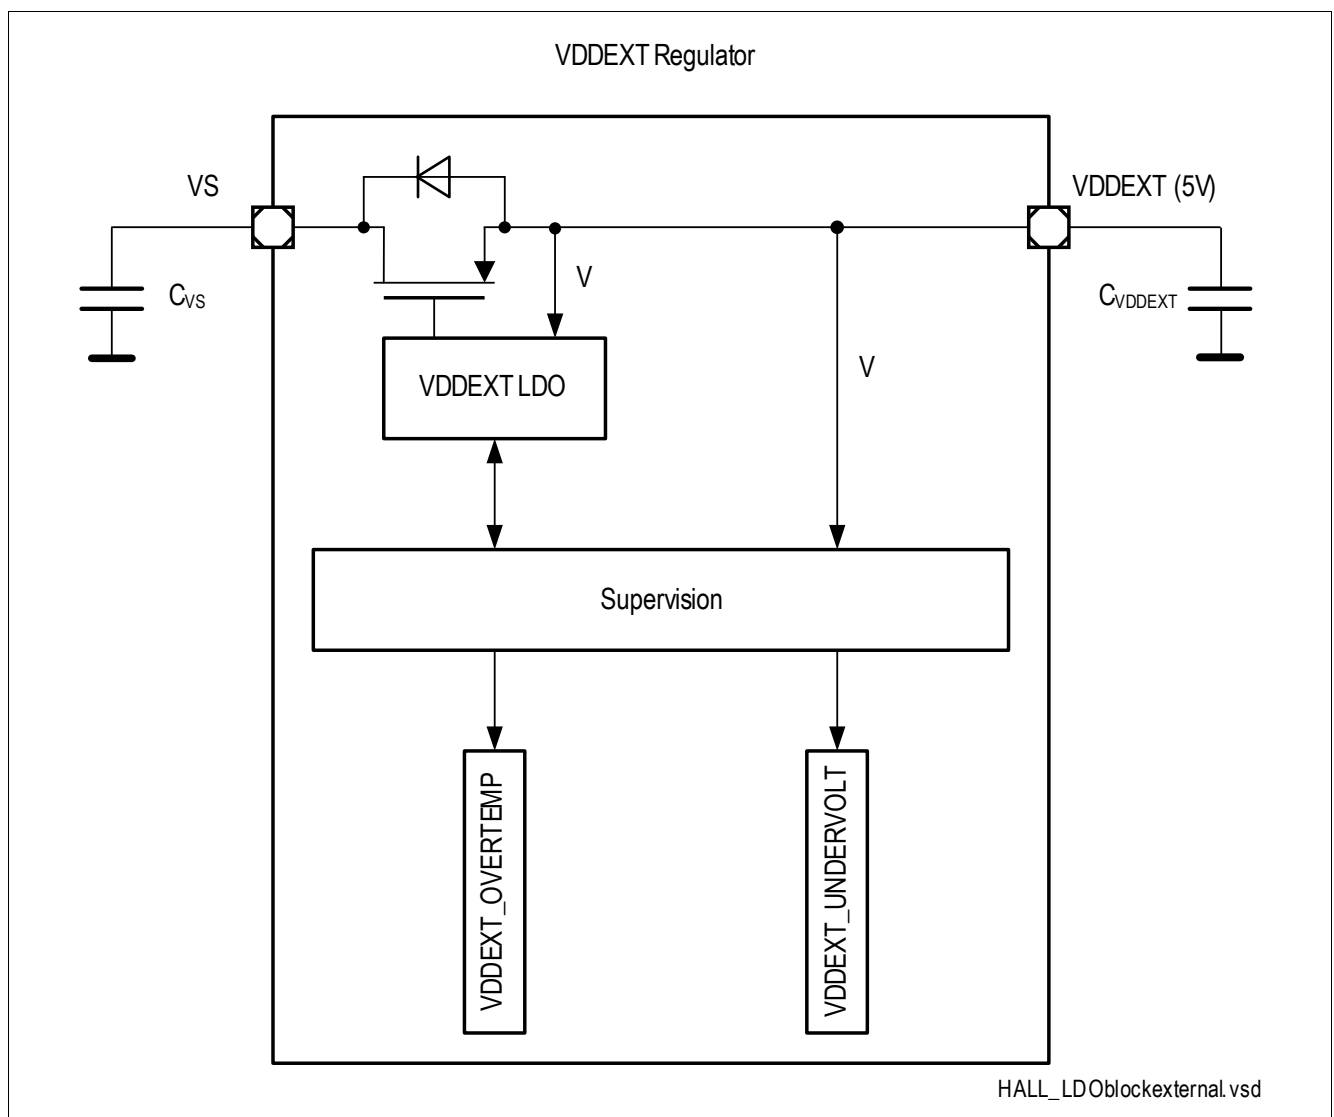 VDDEXT Regulator
VS
VDDEXT (5V)
CVS
V
CVDDEXT
VDDEXT LDO
V
Supervision
VDDEXT_OVERTEMP
VDDEXT_UNDERVOLT
HALL_LDOblockexternal.vsd